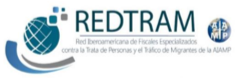 REDTRAM
Red Iberoamericana de Fiscales Especializados
contra la Trata de Personas y el Tráfico de Migrantes de la AIAMP
AIAMP